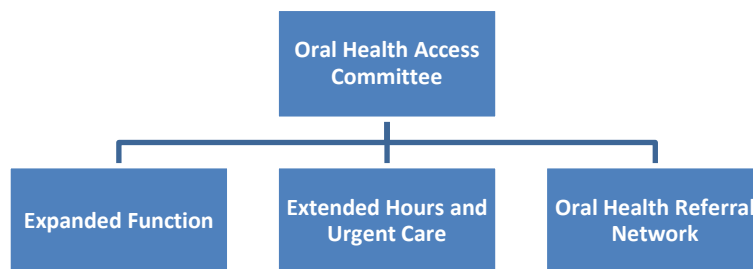 Oral Health Access
Committee
Expanded Function
Extended Hours and
Urgent Care
Oral Health Referral
Network